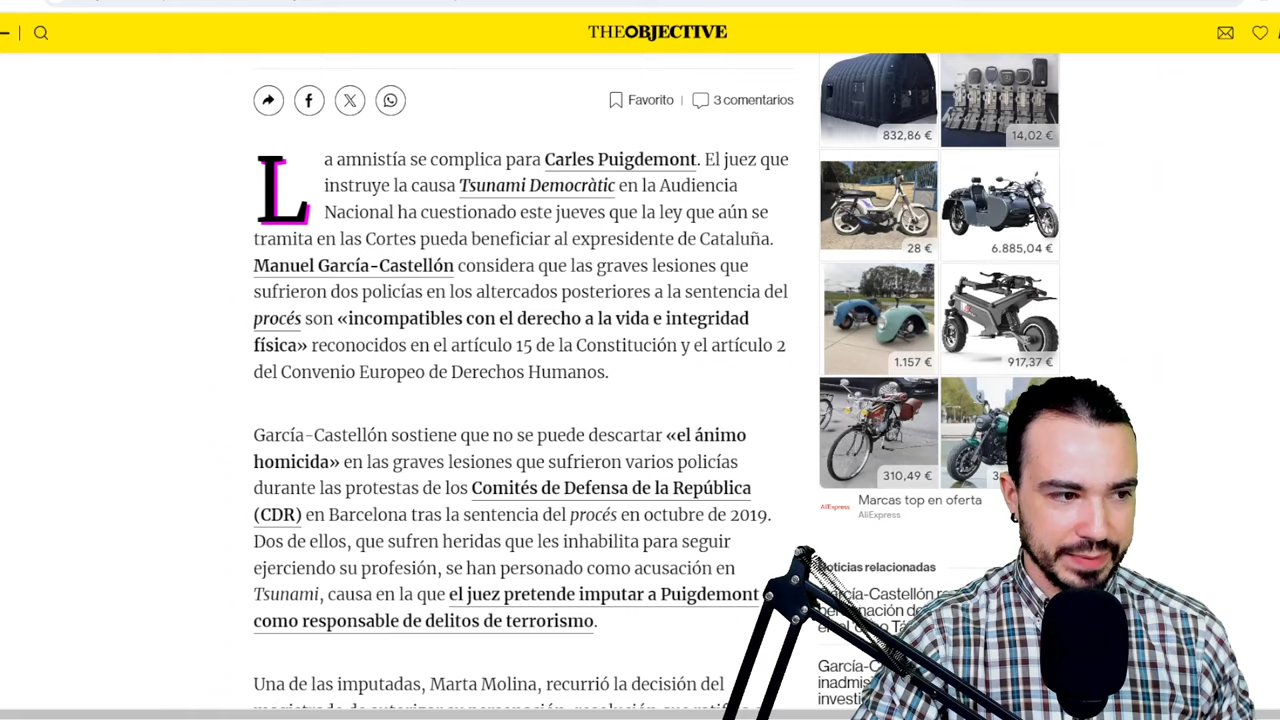 THEOBJECTIVE
Favorito
3 comentarios
La amnistía se complica para Carles Puigdemont. El juez que
instruye la causa Tsunami Democràtic en la Audiencia
Nacional ha cuestionado este jueves que la ley que aún se
tramita en las Cortes pueda beneficiar al expresidente de Cataluña.
Manuel García-Castellón considera que las graves lesiones que
sufrieron dos policías en los altercados posteriores a la sentencia del
procés son «incompatibles con el derecho a la vida e integridad
física» reconocidos en el artículo 15 de la Constitución y el artículo 2
del Convenio Europeo de Derechos Humanos.
García-Castellón sostiene que no se puede descartar «el ánimo
homicida» en las graves lesiones que sufrieron varios policías
durante las protestas de los Comités de Defensa de la República
(CDR) en Barcelona tras la sentencia del procés en octubre de 2019.
Dos de ellos, que sufren heridas que les inhabilita para seguir
ejerciendo su profesión, se han personado como acusación en
Tsunami, causa en la que el juez pretende imputar a Puigdemont
como responsable de delitos de terrorismo.
Una de las imputadas, Marta Molina, recurrió la decisión del
832,86 €
14,02 €
28 €
6.885,04 €
1.157 €
917,37 €
310,49 €
AliExpress
Marcas top en oferta
AliExpress
Noticias relacionadas
García-Castellón